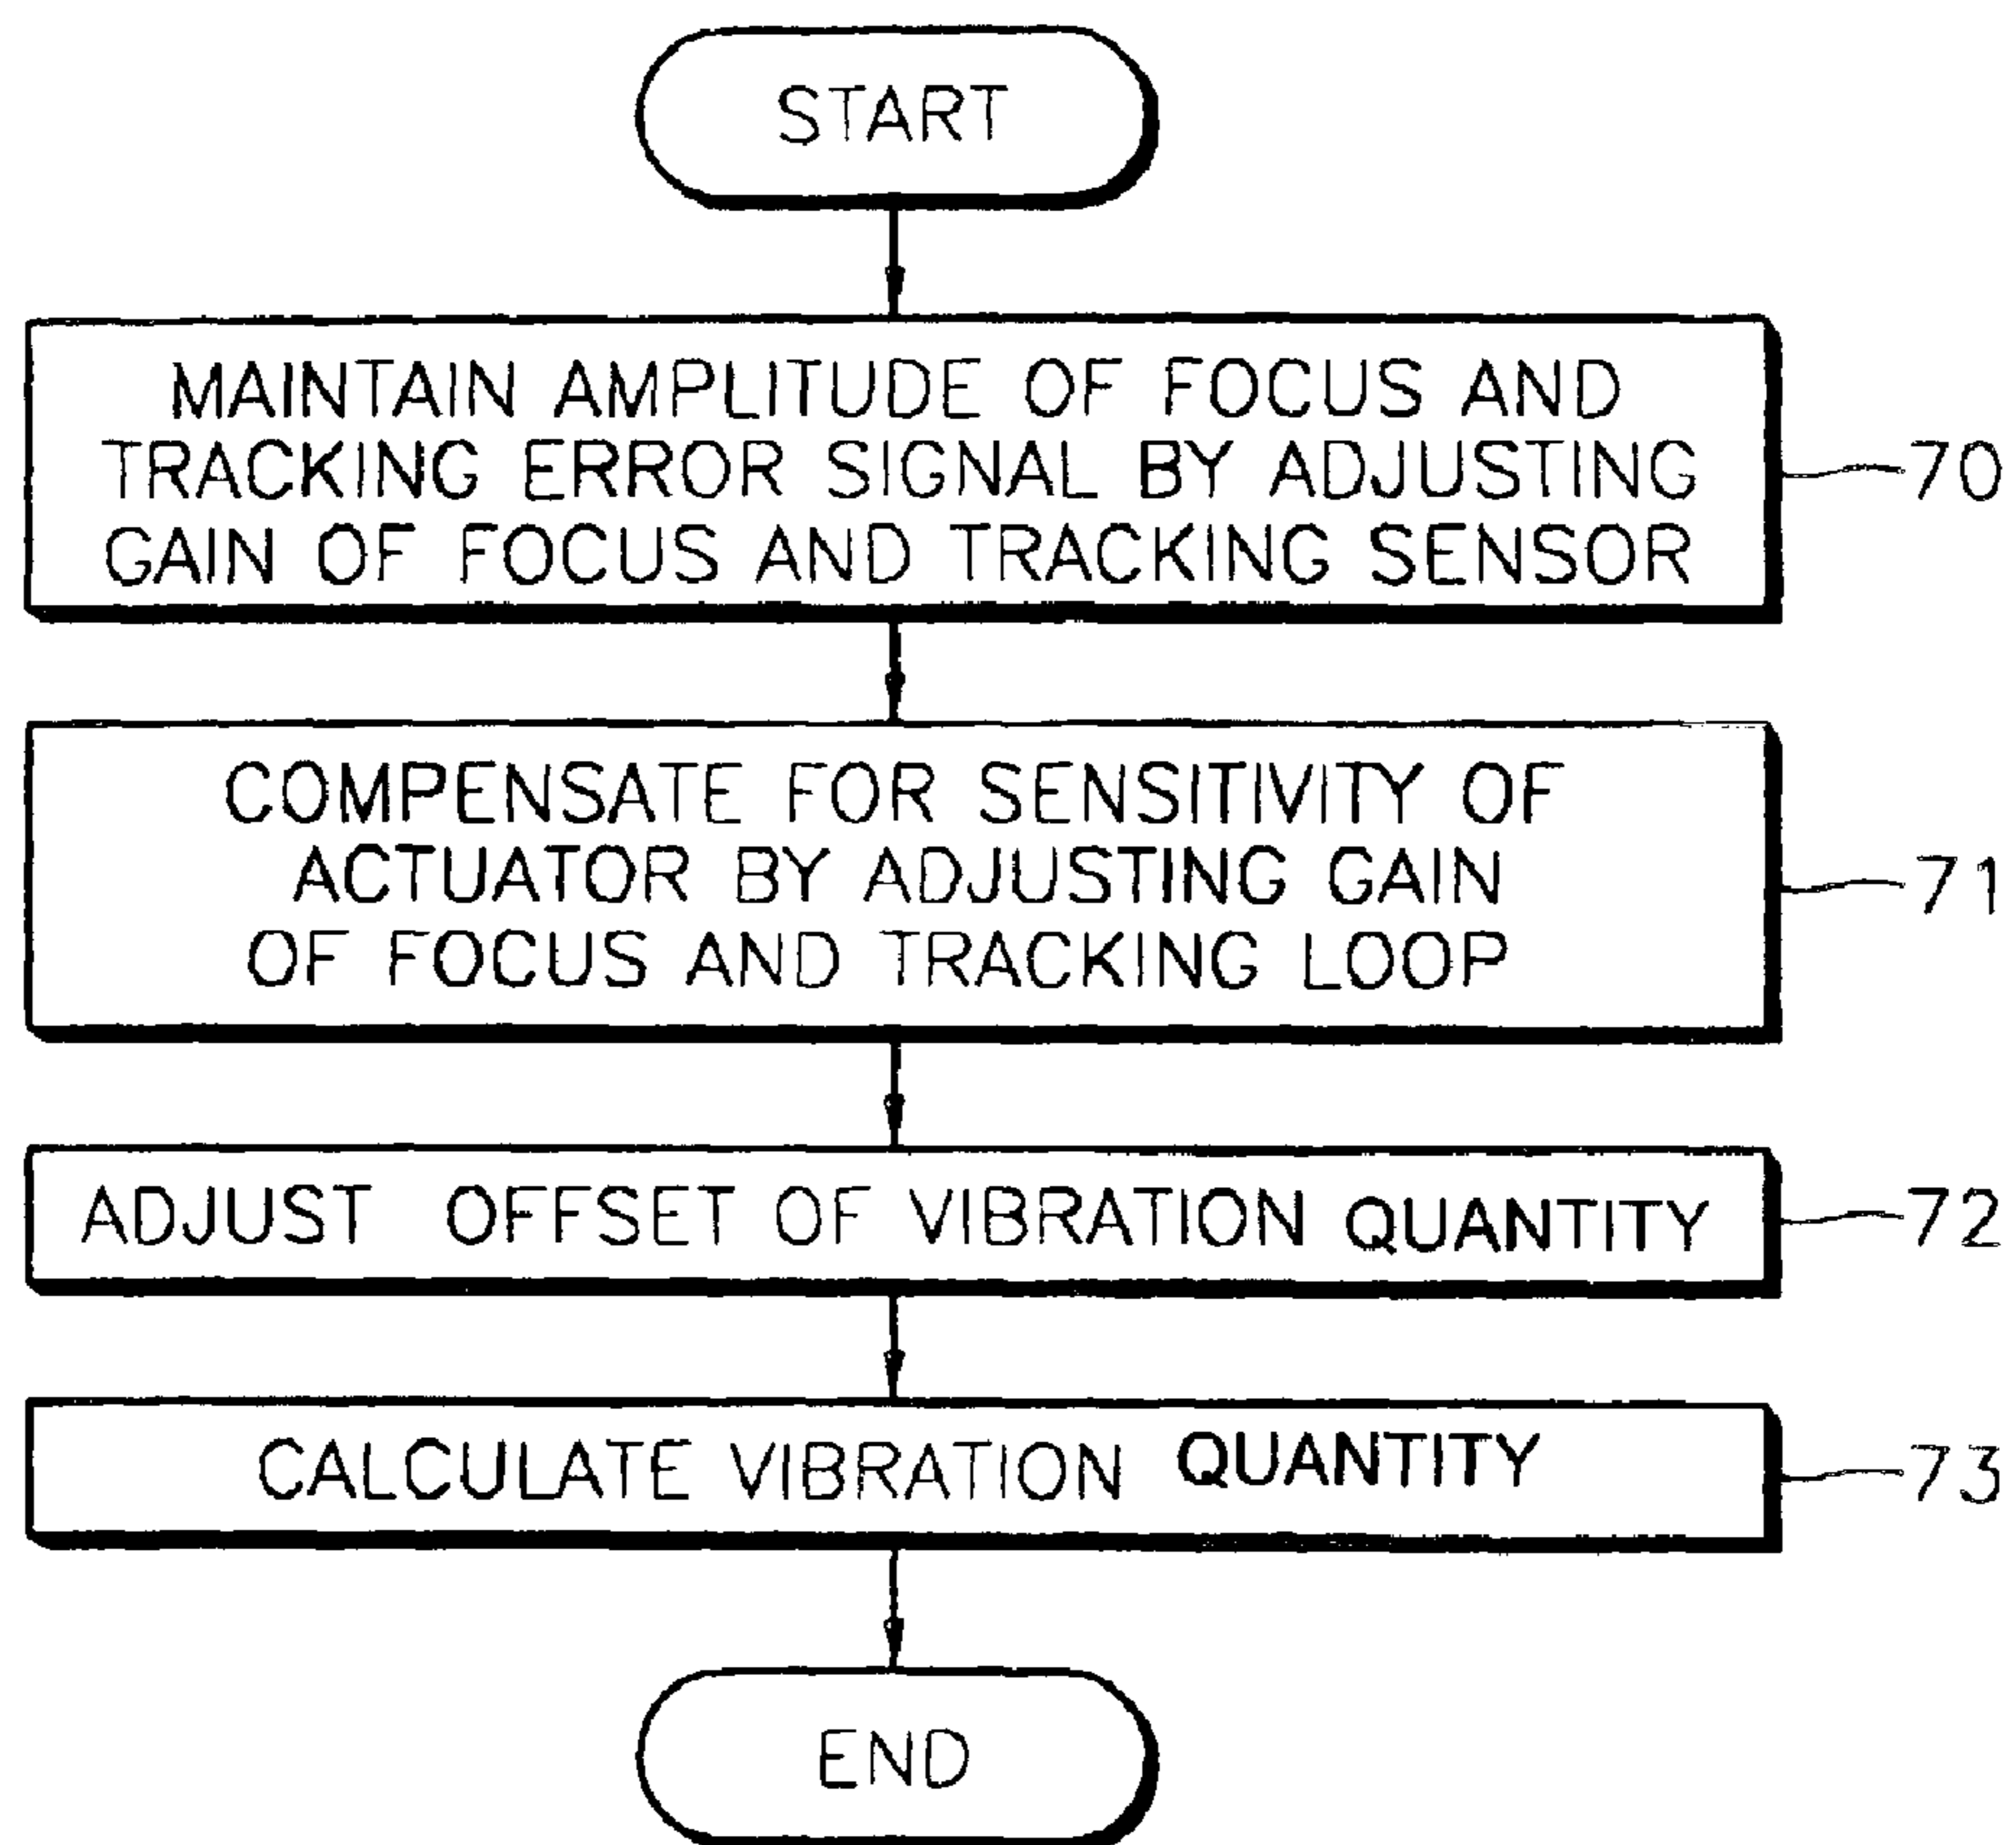 START
MAINTAIN AMPLITUDE OF FOCUS AND
TRACKING ERROR SIGNAL BY ADJUSTING
GAIN OF FOCUS AND TRACKING SENSOR
70
COMPENSATE FOR SENSITIVITY OF
ACTUATOR BY ADJUSTING GAIN
OF FOCUS AND TRACKING LOOP
71
ADJUST OFFSET OF VIBRATION QUANTITY
72
CALCULATE VIBRATION QUANTITY
73
END